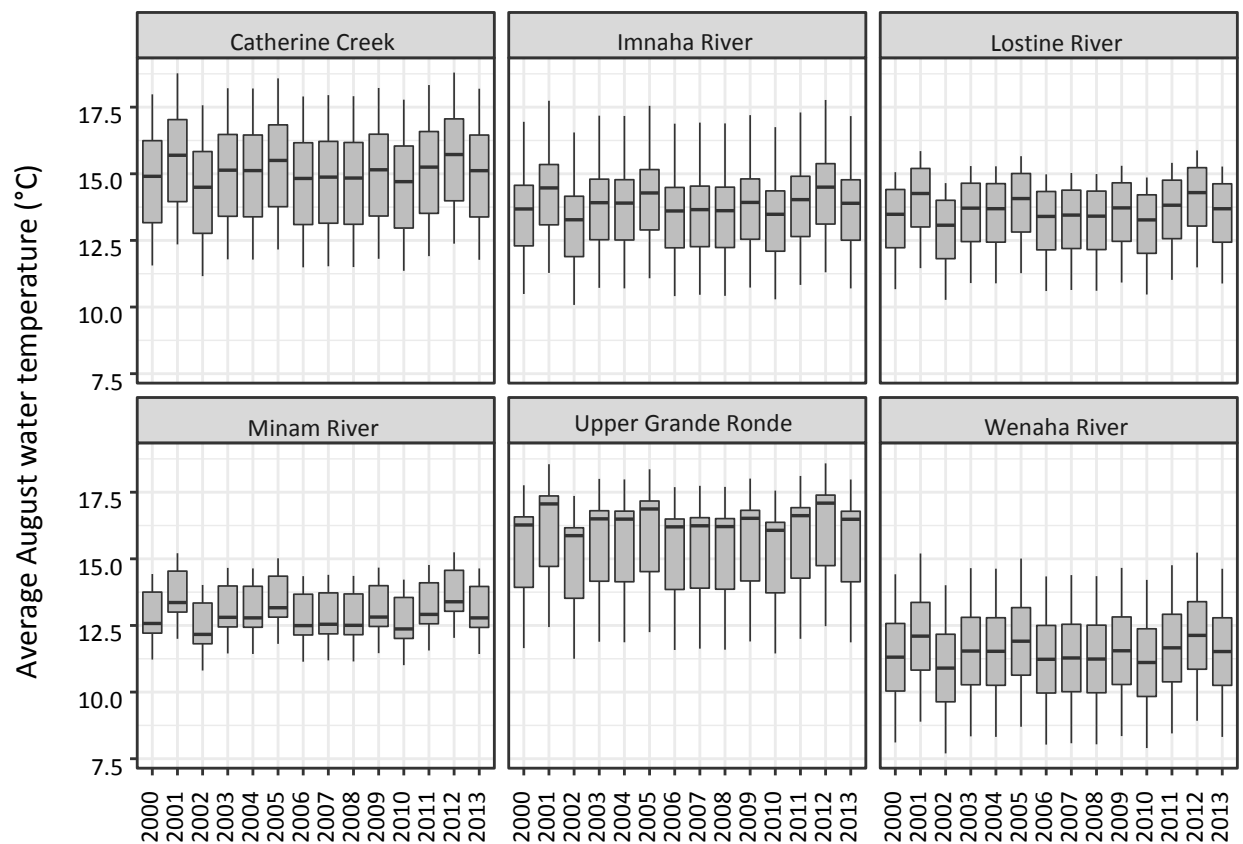 Average August water temperature (°C)
Catherine Creek
Imnaha River
Lostine River
17.5
15.0
12.5
10.0
7.5
Minam River
Upper Grande Ronde
Wenaha River
17.5
15.0
12.5
10.0
7.5
2000 2001 2002 2003 2004 2005 2006 2007 2008 2009 2010 2011 2012 2013
2000 2001 2002 2003 2004 2005 2006 2007 2008 2009 2010 2011 2012 2013
2000 2001 2002 2003 2004 2005 2006 2007 2008 2009 2010 2011 2012 2013